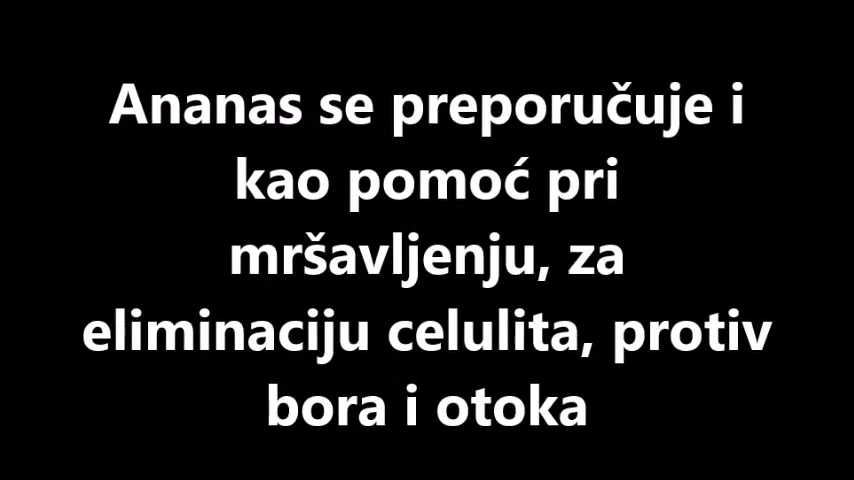 Ananas se preporučuje i
kao pomoć pri
mršavljenju, za
eliminaciju celulita, protiv
bora i otoka